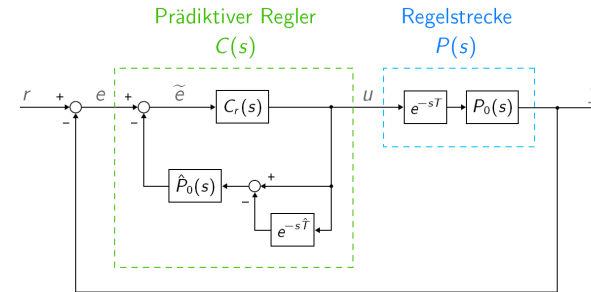 Prädiktiver Regler
C(s)
Regelstrecke
P(s)
r
+
−
e
+
−
ẽ
C_r(s)
u
e^{-sT}
P_0(s)
P̂_0(s)
+
−
e^{-sT̂}